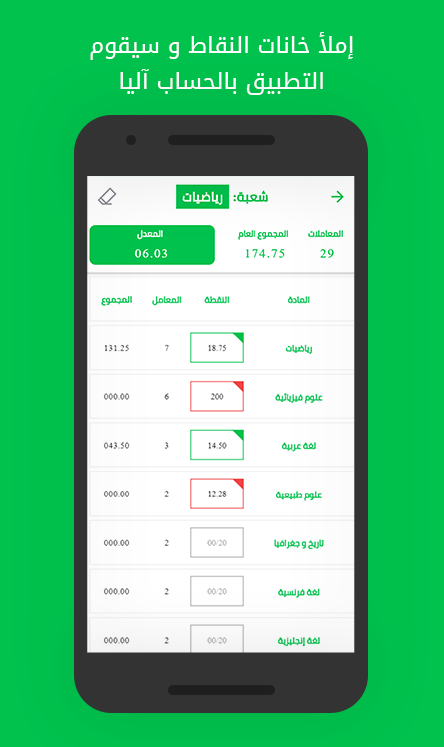 إملأ خانات النقاط و سيقوم
التطبيق بالحساب آليا
شعبة: رياضيات
المعاملات المجموع العام المعدل
29 174.75 06.03
المادة النقطة المعامل المجموع
رياضيات 18.75 7 131.25
علوم فيزيائية 200 6 000.00
لغة عربية 14.50 3 043.50
علوم طبيعية 12.28 2 000.00
تاريخ و جغرافيا 00/20 2 000.00
لغة فرنسية 00/20 2 000.00
لغة إنجليزية 00/20 2 000.00